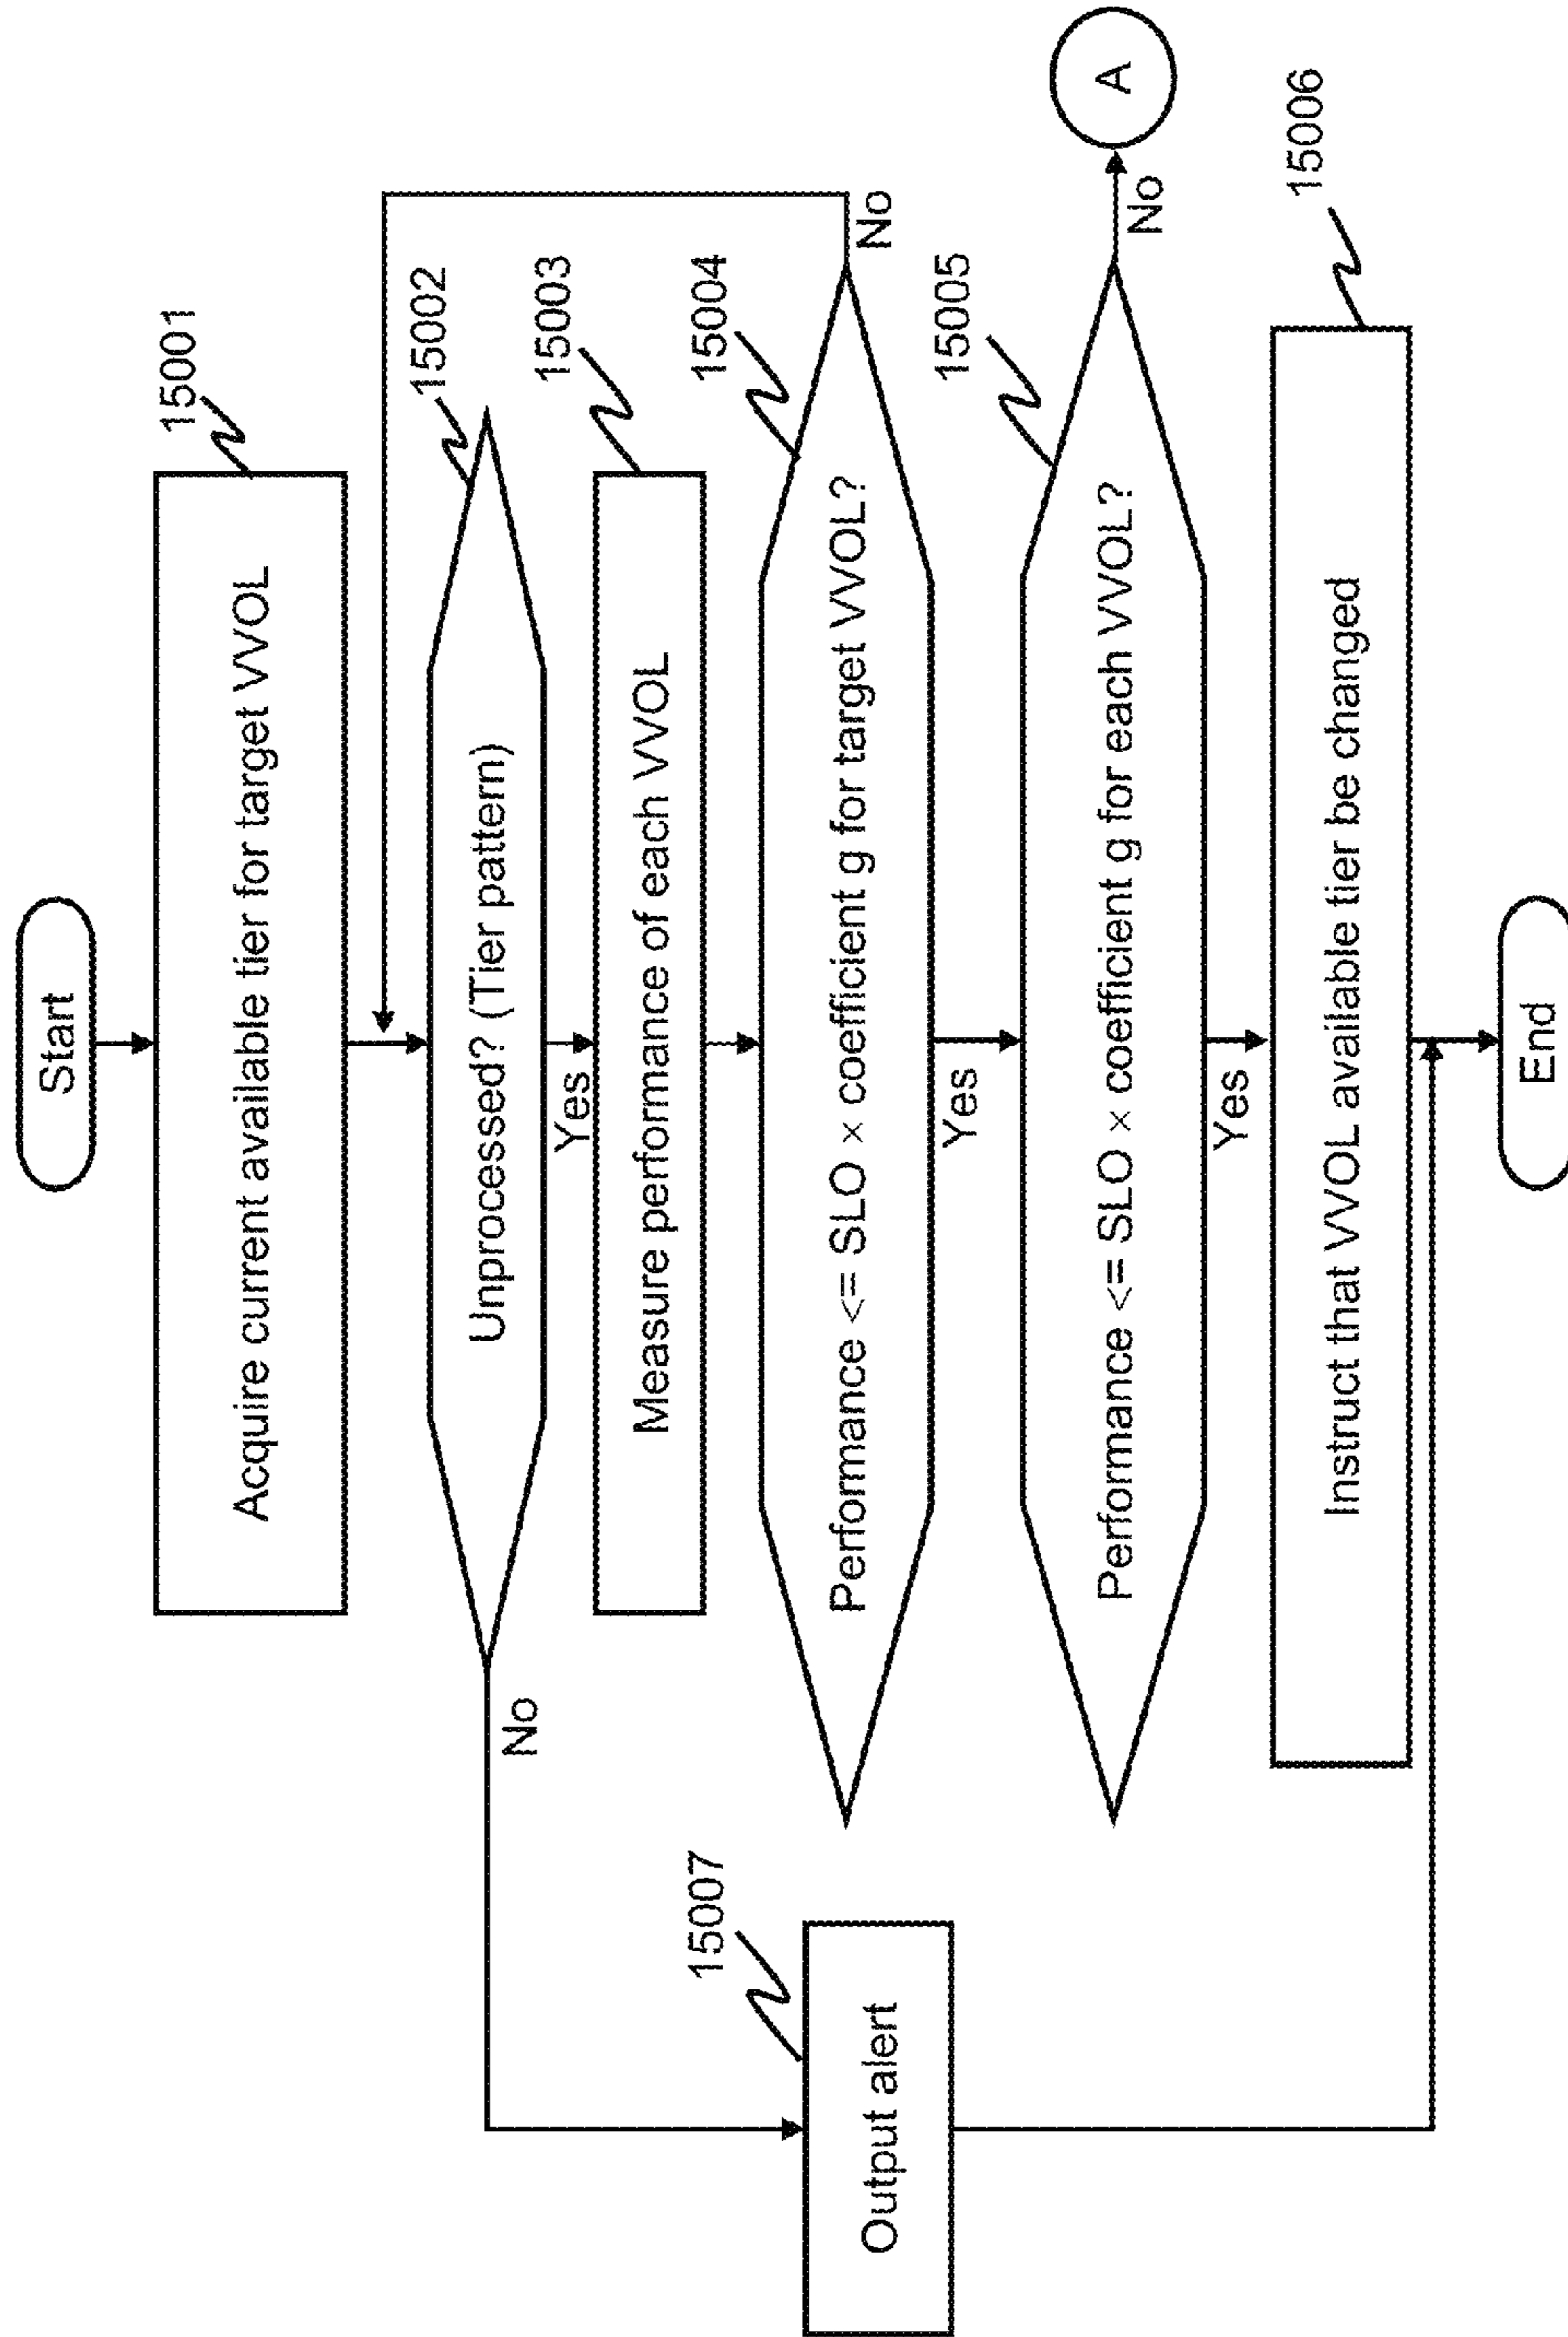 Start
15001
Acquire current available tier for target VVOL
15002
Unprocessed? (Tier pattern)
No
Yes
15003
Measure performance of each VVOL
15004
Performance <= SLO × coefficient g for target VVOL?
No
Yes
15005
Performance <= SLO × coefficient g for each VVOL?
No
A
Yes
15006
Instruct that VVOL available tier be changed
15007
Output alert
End